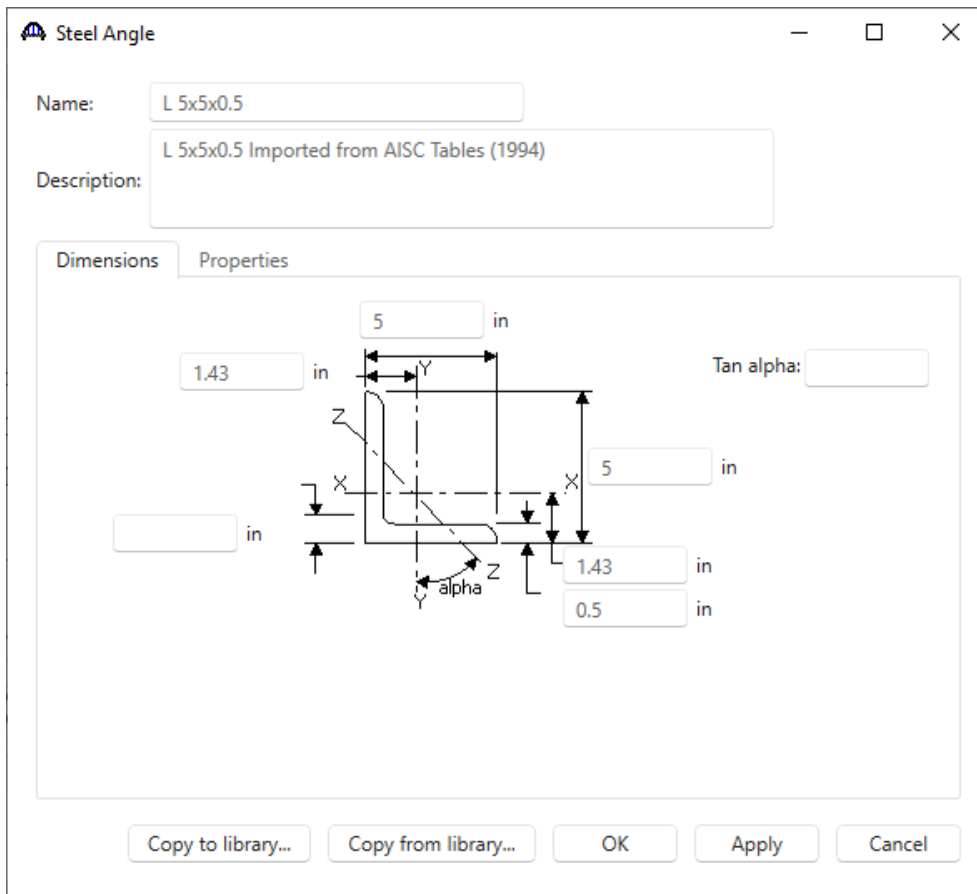 Steel Angle
Name: L 5x5x0.5
Description: L 5x5x0.5 Imported from AISC Tables (1994)
Dimensions Properties
5 in
1.43 in Y Tan alpha:
Z
X X 5 in
in
Z 1.43 in
alpha
Y 0.5 in
Copy to library... Copy from library... OK Apply Cancel